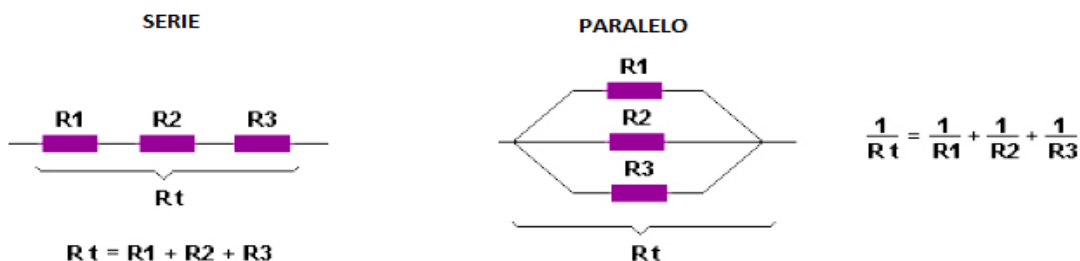 SERIE
R1 R2 R3
Rt
Rt = R1 + R2 + R3
PARALELO
R1
R2
R3
Rt
1/Rt = 1/R1 + 1/R2 + 1/R3